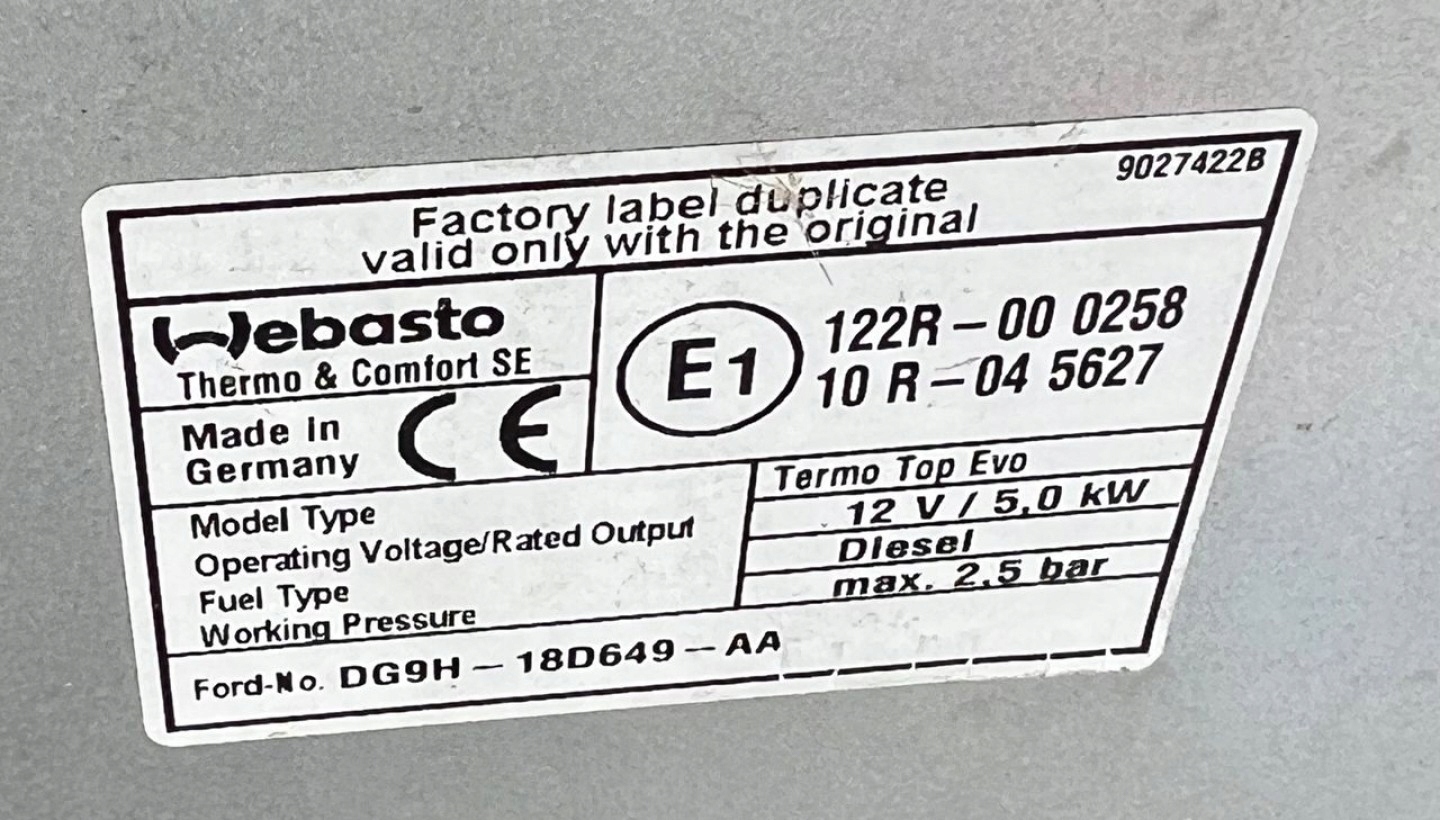 9027422B
Factory label duplicate
valid only with the original
Webasto
Thermo & Comfort SE
Made in
Germany
CE
E1
122R – 00 0258
10 R – 04 5627
Model Type
Termo Top Evo
Operating Voltage/Rated Output
12 V / 5,0 kW
Fuel Type
Diesel
Working Pressure
max. 2,5 bar
Ford-No. DG9H – 18D649 – AA